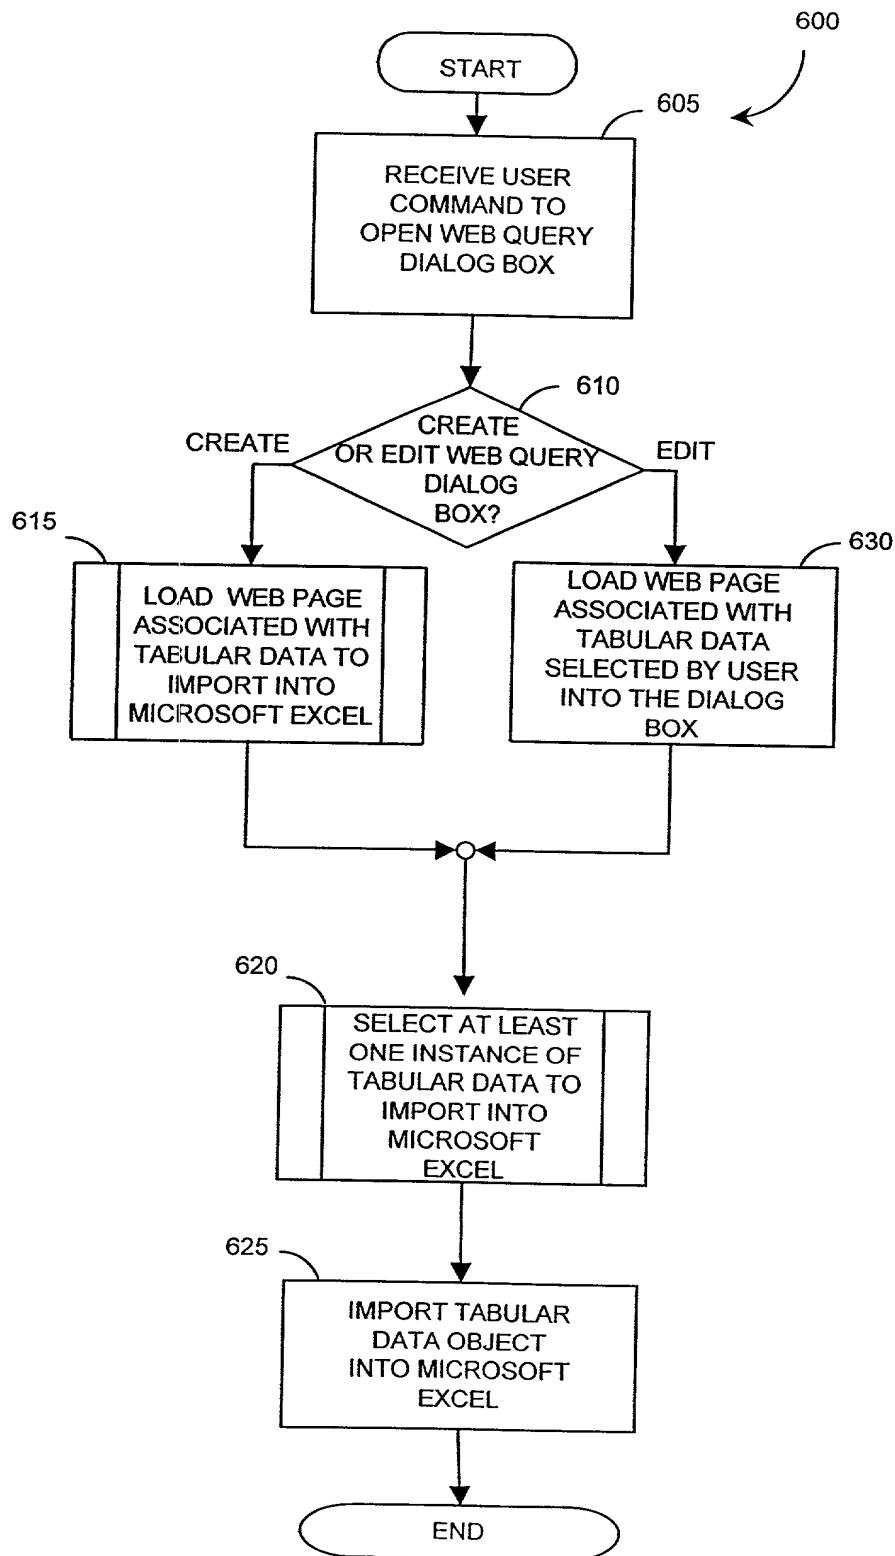 600
START
605
RECEIVE USER
COMMAND TO
OPEN WEB QUERY
DIALOG BOX
610
CREATE
OR EDIT WEB QUERY
DIALOG
BOX?
CREATE
EDIT
615
LOAD WEB PAGE
ASSOCIATED WITH
TABULAR DATA TO
IMPORT INTO
MICROSOFT EXCEL
630
LOAD WEB PAGE
ASSOCIATED WITH
TABULAR DATA
SELECTED BY USER
INTO THE DIALOG
BOX
620
SELECT AT LEAST
ONE INSTANCE OF
TABULAR DATA TO
IMPORT INTO
MICROSOFT
EXCEL
625
IMPORT TABULAR
DATA OBJECT
INTO MICROSOFT
EXCEL
END